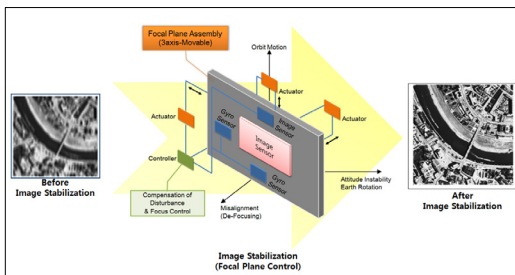 Focal Plane Assembly
(3axis-Movable)
Orbit Motion
Actuator
Actuator
Image
Sensor
Gyro
Sensor
Image
Sensor
Gyro
Sensor
Actuator
Controller
Compensation of
Disturbance
& Focus Control
Misalignment
(De-Focusing)
Attitude Instability
Earth Rotation
Before
Image Stabilization
After
Image Stabilization
Image Stabilization
(Focal Plane Control)